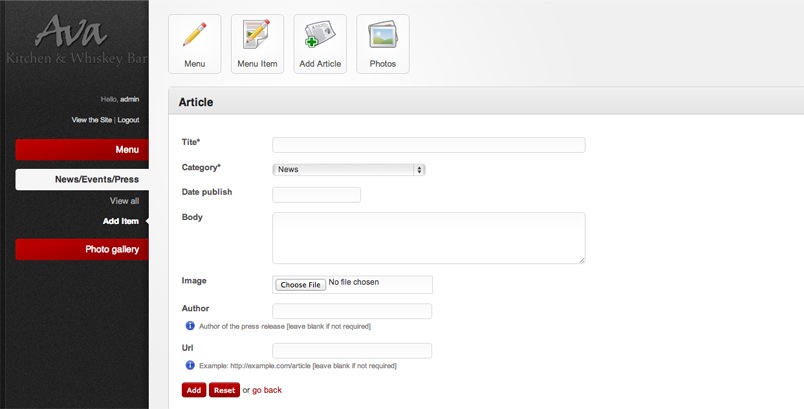 Ava
Kitchen & Whiskey Bar
Hello, admin
View the Site | Logout
Menu
News/Events/Press
View all
Add Item
Photo gallery
Menu
Menu Item
Add Article
Photos
Article
Tite*
Category*
News
Date publish
Body
Image
Choose File No file chosen
Author
Author of the press release [leave blank if not required]
Url
Example: http://example.com/article [leave blank if not required]
Add Reset or go back